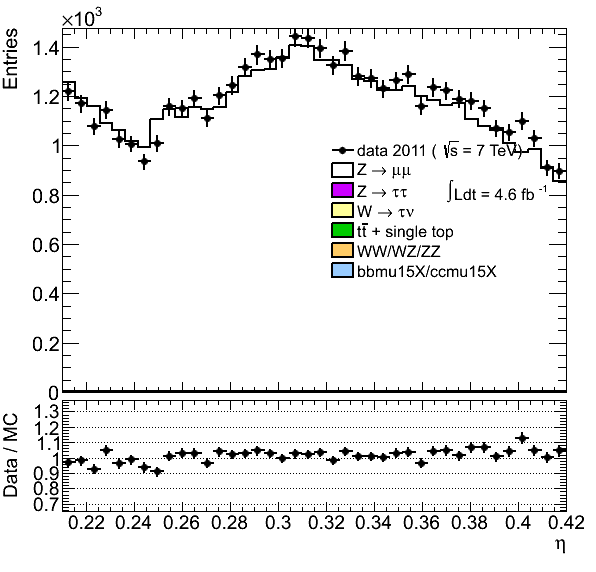 ×10³
Entries
1.4
1.2
1
0.8
0.6
0.4
0.2
0
data 2011 ( √s = 7 TeV)
Z → μμ
Z → ττ
∫Ldt = 4.6 fb⁻¹
W → τν
tt̄ + single top
WW/WZ/ZZ
bbmu15X/ccmu15X
Data / MC
1.3
1.2
1.1
1
0.9
0.8
0.7
0.22 0.24 0.26 0.28 0.3 0.32 0.34 0.36 0.38 0.4 0.42
η